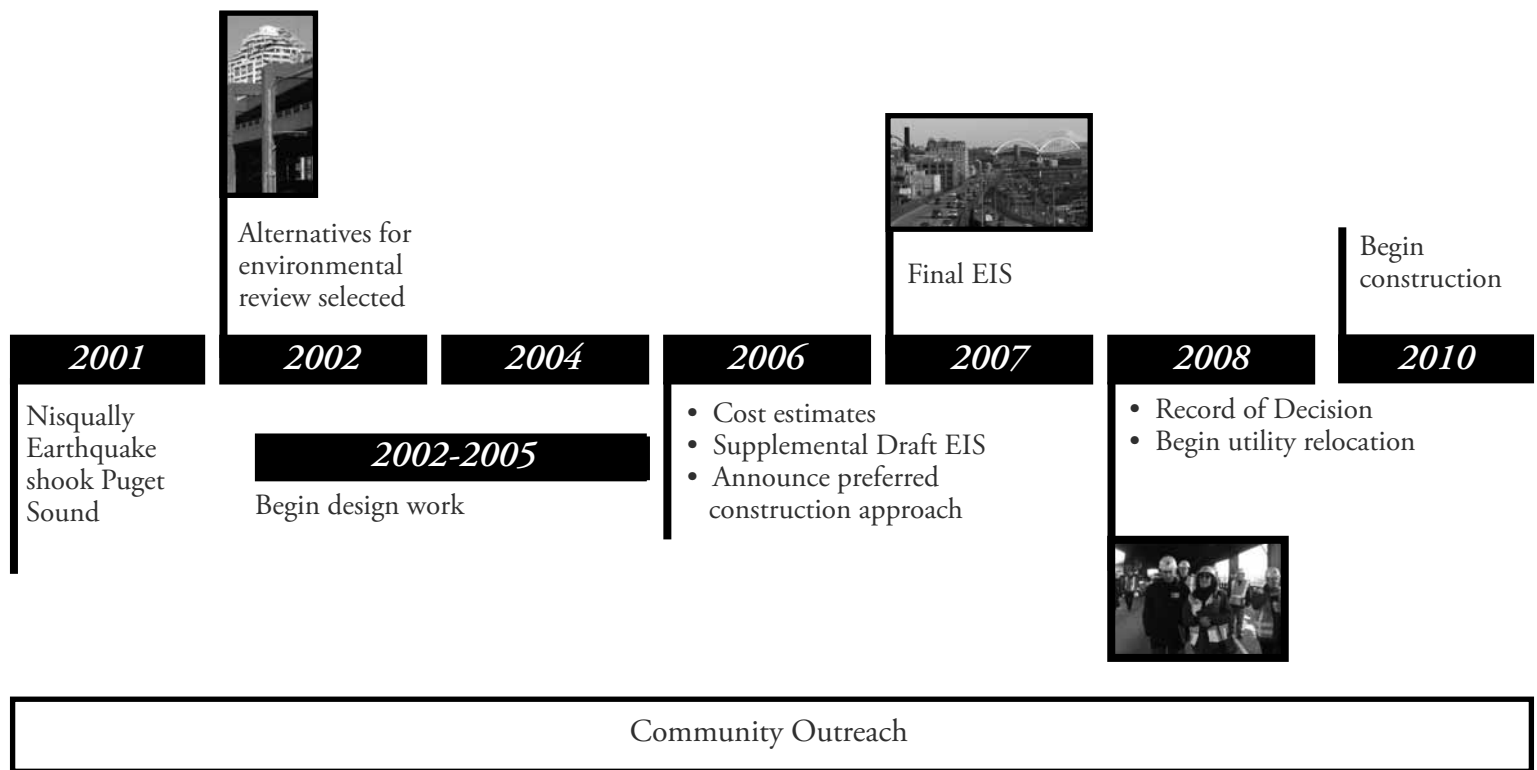 Alternatives for
environmental
review selected
Final EIS
Begin
construction
2001
2002
2004
2006
2007
2008
2010
Nisqually
Earthquake
shook Puget
Sound
2002-2005
Begin design work
• Cost estimates
• Supplemental Draft EIS
• Announce preferred
construction approach
• Record of Decision
• Begin utility relocation
Community Outreach